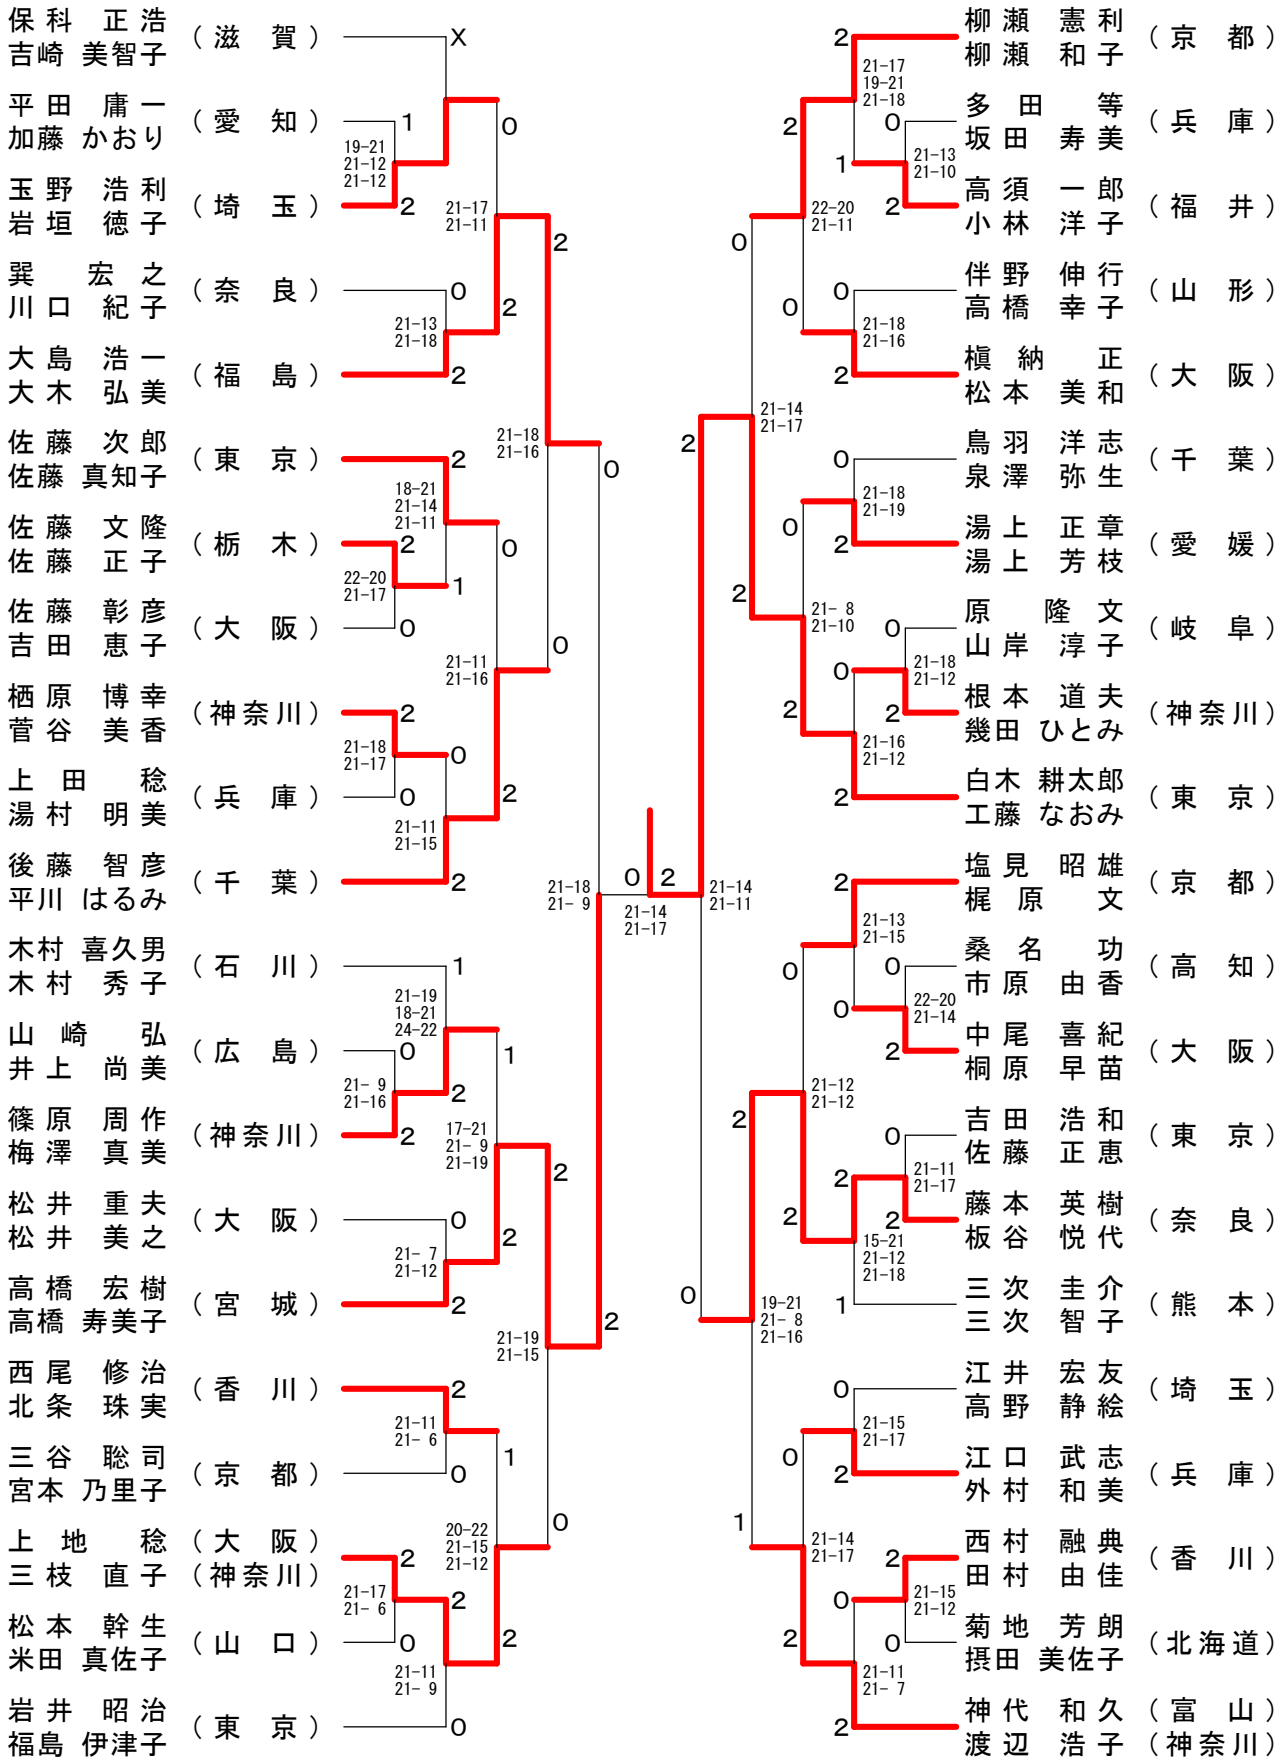 保科 正浩
吉崎 美智子
（滋賀）
X
平田 庸一
加藤 かおり
（愛知）
1
19-21
21-12
21-12
玉野 浩利
岩垣 徳子
（埼玉）
2
0
21-17
21-11
2
巽 宏之
川口 紀子
（奈良）
0
21-13
21-18
2
大島 浩一
大木 弘美
（福島）
2
21-18
21-16
0
佐藤 次郎
佐藤 真知子
（東京）
2
18-21
21-14
21-11
佐藤 文隆
佐藤 正子
（栃木）
2
0
22-20
21-17
1
佐藤 彰彦
吉田 恵子
（大阪）
0
0
21-11
21-16
栖原 博幸
菅谷 美香
（神奈川）
2
21-18
21-17
0
上田 稔
湯村 明美
（兵庫）
0
2
21-11
21-15
後藤 智彦
平川 はるみ
（千葉）
2
21-18
21- 9
0
2
21-14
21-17
木村 喜久男
木村 秀子
（石川）
1
21-19
18-21
24-22
山崎 弘
井上 尚美
（広島）
0
1
21- 9
21-16
2
篠原 周作
梅澤 真美
（神奈川）
2
17-21
21- 9
21-19
2
松井 重夫
松井 美之
（大阪）
0
2
21- 7
21-12
高橋 宏樹
高橋 寿美子
（宮城）
2
21-19
21-15
2
西尾 修治
北条 珠実
（香川）
2
21-11
21- 6
1
三谷 聡司
宮本 乃里子
（京都）
0
0
20-22
21-15
21-12
上地 稔
三枝 直子
（大阪）
（神奈川）
2
21-17
21- 6
2
松本 幹生
米田 真佐子
（山口）
0
2
21-11
21- 9
岩井 昭治
福島 伊津子
（東京）
0
2
柳瀬 憲利
柳瀬 和子
（京都）
21-17
19-21
21-18
2
0
多田 等
坂田 寿美
（兵庫）
1
21-13
21-10
2
高須 一郎
小林 洋子
（福井）
22-20
21-11
0
0
伴野 伸行
高橋 幸子
（山形）
0
21-18
21-16
2
槇納 正
松本 美和
（大阪）
21-14
21-17
2
0
鳥羽 洋志
泉澤 弥生
（千葉）
21-18
21-19
0
2
湯上 正章
湯上 芳枝
（愛媛）
2
21- 8
21-10
0
原 隆文
山岸 淳子
（岐阜）
0
21-18
21-12
2
2
根本 道夫
幾田 ひとみ
（神奈川）
21-16
21-12
2
白木 耕太郎
工藤 なおみ
（東京）
21-14
21-11
2
塩見 昭雄
梶原 文
（京都）
21-13
21-15
0
0
桑名 功
市原 由香
（高知）
0
22-20
21-14
2
中尾 喜紀
桐原 早苗
（大阪）
21-12
21-12
2
0
吉田 浩和
佐藤 正恵
（東京）
2
21-11
21-17
2
2
藤本 英樹
板谷 悦代
（奈良）
15-21
21-12
21-18
1
三次 圭介
三次 智子
（熊本）
0
19-21
21- 8
21-16
0
江井 宏友
高野 静絵
（埼玉）
21-15
21-17
0
2
江口 武志
外村 和美
（兵庫）
1
21-14
21-17
2
西村 融典
田村 由佳
（香川）
0
21-15
21-12
2
0
菊地 芳朗
摂田 美佐子
（北海道）
21-11
21- 7
2
神代 和久
渡辺 浩子
（富山）
（神奈川）